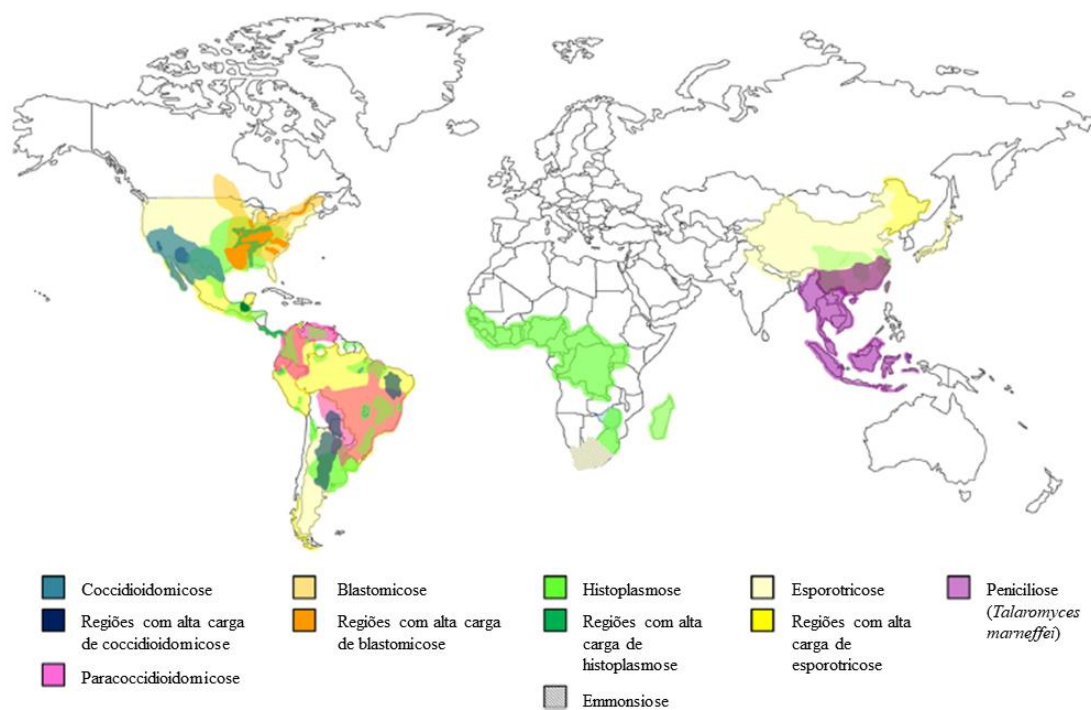 Coccidioidomicose
Regiões com alta carga
de coccidioidomicose
Paracoccidioidomicose
Blastomicose
Regiões com alta carga
de blastomicose
Histoplasmose
Regiões com alta
carga de
histoplasmose
Emmonsiose
Esporotricose
Regiões com alta
carga de
esporotricose
Peniciliose
(Talaromyces
marneffei)